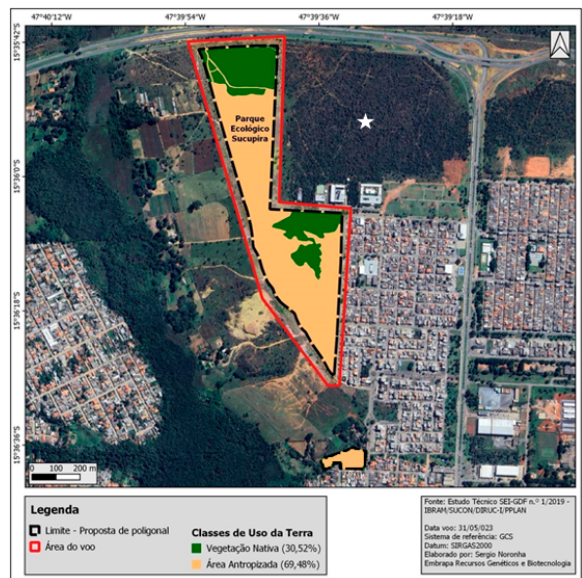 47°40'12"W 47°39'54"W 47°39'36"W 47°39'18"W
15°35'42"S
Parque
Ecológico
Sucupira
15°36'0"S
15°36'18"S
15°36'36"S
0 100 200 m
Legenda
Limite - Proposta de poligonal
Área do voo
Classes de Uso da Terra
Vegetação Nativa (30,52%)
Área Antropizada (69,48%)
Fonte: Estudo Técnico SEI-GDF n.º 1/2019 -
IBRAM/SUCON/DIRUC-I/PPLAN
Data voo: 31/05/023
Sistema de referência: GCS
Datum: SIRGAS2000
Elaborado por: Sergio Noronha
Embrapa Recursos Genéticos e Biotecnologia